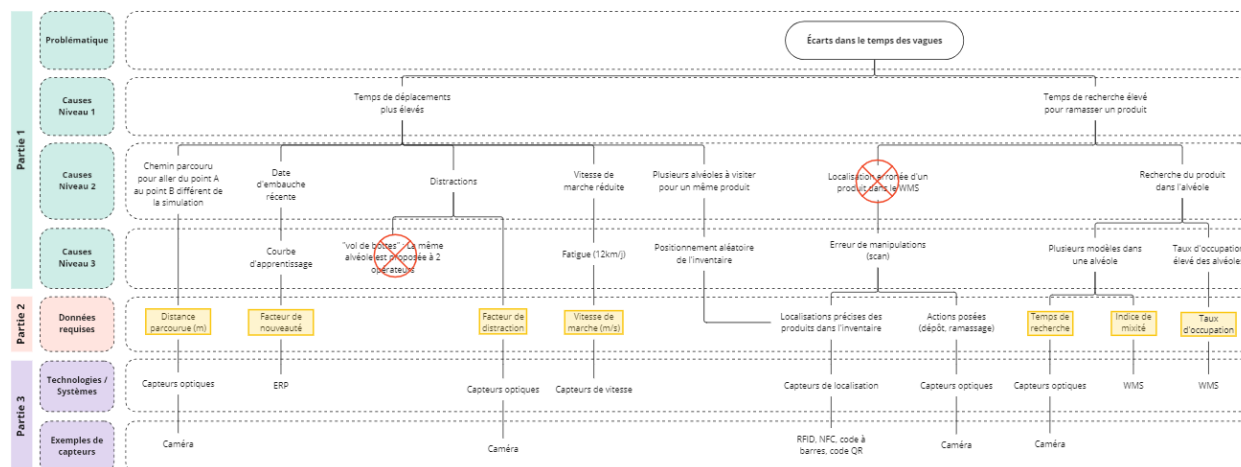 Partie 1
Problématique
Écarts dans le temps des vagues
Causes
Niveau 1
Temps de déplacements
plus élevés
Temps de recherche élevé
pour ramasser un produit
Causes
Niveau 2
Chemin parcouru
pour aller du point A
au point B différent de
la simulation
Date
d'embauche
récente
Distractions
Vitesse de
marche réduite
Plusieurs alvéoles à visiter
pour un même produit
Localisation erronée d'un
produit dans le WMS
Recherche du produit
dans l'alvéole
Causes
Niveau 3
Courbe
d'apprentissage
"vol de bottes" : La même
alvéole est proposée à 2
opérateurs
Fatigue (12km/j)
Positionnement aléatoire
de l'inventaire
Erreur de manipulations
(scan)
Plusieurs modèles dans
une alvéole
Taux d'occupation
élevé des alvéoles
Partie 2
Données
requises
Distance
parcourue (m)
Facteur de
nouveauté
Facteur de
distraction
Vitesse de
marche (m/s)
Localisations précises des
produits dans l'inventaire
Actions posées
(dépôt, ramassage)
Temps de
recherche
Indice de
mixité
Taux
d'occupation
Partie 3
Technologies /
Systèmes
Capteurs optiques
ERP
Capteurs optiques
Capteurs de vitesse
Capteurs de localisation
Capteurs optiques
Capteurs optiques
WMS
WMS
Exemples de
capteurs
Caméra
Caméra
RFID, NFC, code à
barres, code QR
Caméra
Caméra